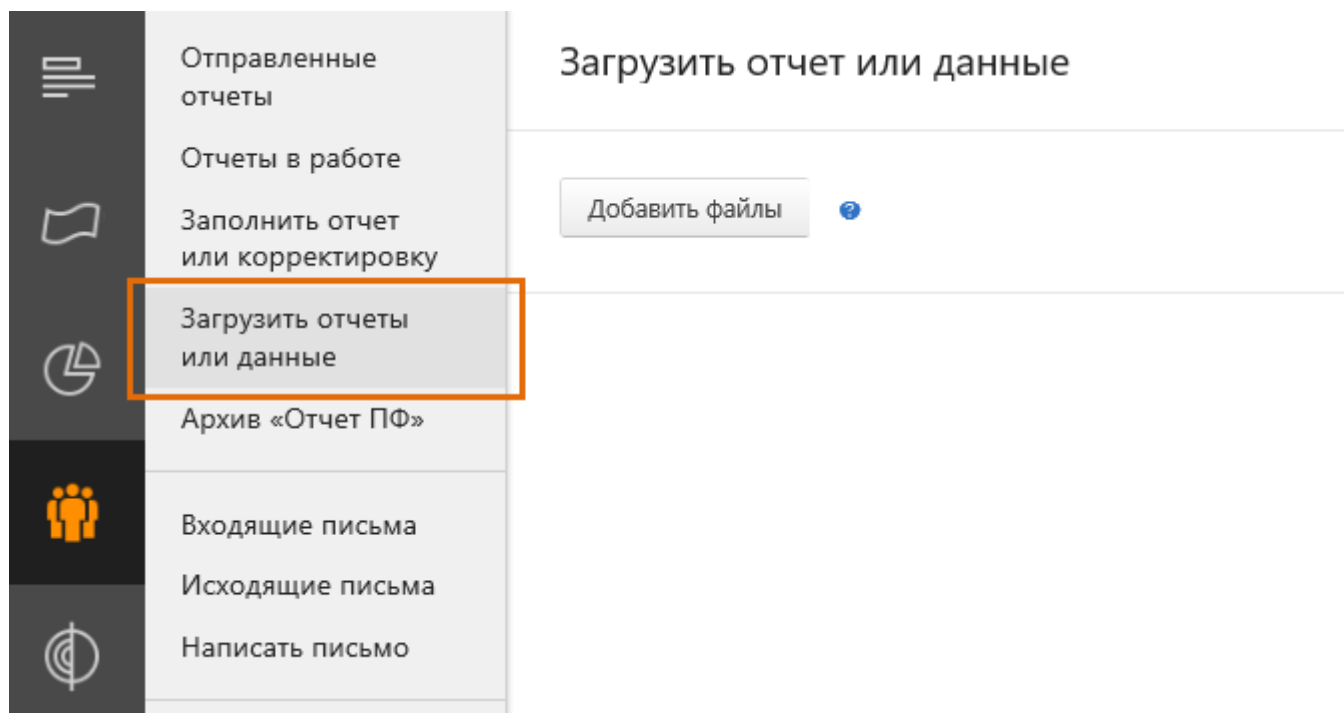 Отправленные
отчеты
Отчеты в работе
Заполнить отчет
или корректировку
Загрузить отчеты
или данные
Архив «Отчет ПФ»
Входящие письма
Исходящие письма
Написать письмо
Загрузить отчет или данные
Добавить файлы
?